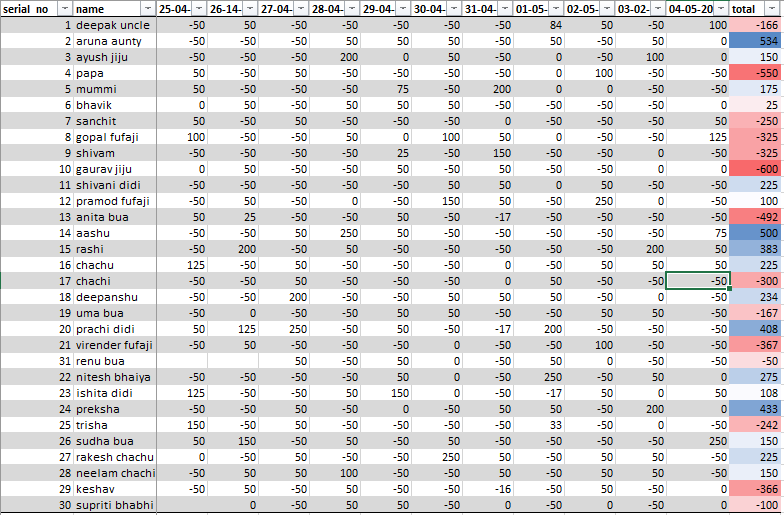 serial no name 25-04- 26-14- 27-04- 28-04- 29-04- 30-04- 31-04- 01-05- 02-05- 03-02- 04-05-20 total
1 deepak uncle -50 50 -50 -50 -50 -50 -50 84 50 -50 100 -166
2 aruna aunty -50 -50 -50 -50 50 -50 50 -50 50 50 0 534
3 ayush jiju -50 -50 -50 200 0 50 -50 0 -50 100 0 150
4 papa 50 -50 50 -50 -50 -50 -50 0 100 -50 -50 -550
5 mummi 50 -50 -50 -50 75 -50 200 0 0 -50 -50 175
6 bhavik 0 50 50 -50 50 50 -50 -50 -50 -50 0 25
7 sanchit 50 -50 50 -50 -50 -50 0 -50 -50 -50 50 -250
8 gopal fufaji 100 -50 -50 50 0 100 50 0 -50 -50 125 -325
9 shivam -50 -50 -50 -50 25 -50 150 -50 -50 0 -50 -325
10 gaurav jiju 0 50 50 -50 -50 -50 -50 50 -50 0 0 -600
11 shivani didi -50 -50 -50 -50 -50 50 50 0 50 -50 -50 225
12 pramod fufaji -50 50 -50 0 -50 150 50 -50 250 0 -50 100
13 anita bua 50 25 -50 -50 50 -50 -17 -50 -50 -50 0 -492
14 aashu -50 -50 50 250 50 -50 -50 -50 -50 -50 75 500
15 rashi -50 200 -50 50 -50 -50 -50 -50 -50 200 50 383
16 chachu 125 -50 -50 50 -50 -50 0 -50 50 50 50 225
17 chachi -50 -50 50 -50 -50 -50 0 50 -50 -50 -50 -300
18 deepanshu -50 -50 200 -50 -50 50 50 50 -50 0 -50 234
19 uma bua -50 0 -50 -50 50 -50 -50 -50 -50 -50 0 -167
20 prachi didi 50 125 250 -50 50 -50 -17 200 -50 -50 -50 408
21 virender fufaji -50 50 -50 -50 -50 0 -50 -50 100 -50 -50 -367
31 renu bua 50 -50 50 0 -50 50 0 -50 -50 -50
22 nitesh bhaiya -50 -50 -50 -50 50 0 -50 250 -50 50 0 275
23 ishita didi 125 -50 -50 50 150 0 -50 -17 50 0 50 108
24 preksha -50 -50 50 -50 0 -50 50 50 -50 200 0 433
25 trisha 150 -50 -50 50 -50 -50 -50 33 -50 0 -50 -242
26 sudha bua 50 150 -50 50 -50 -50 -50 50 -50 -50 250 150
27 rakesh chachu 0 -50 50 -50 -50 250 50 50 -50 50 -50 225
28 neelam chachi -50 50 50 100 -50 50 50 50 -50 50 -50 150
29 keshav -50 50 -50 50 -50 -50 -16 -50 -50 -50 0 -366
30 supriti bhabhi 0 -50 50 50 -50 0 -50 0 -50 0 -100